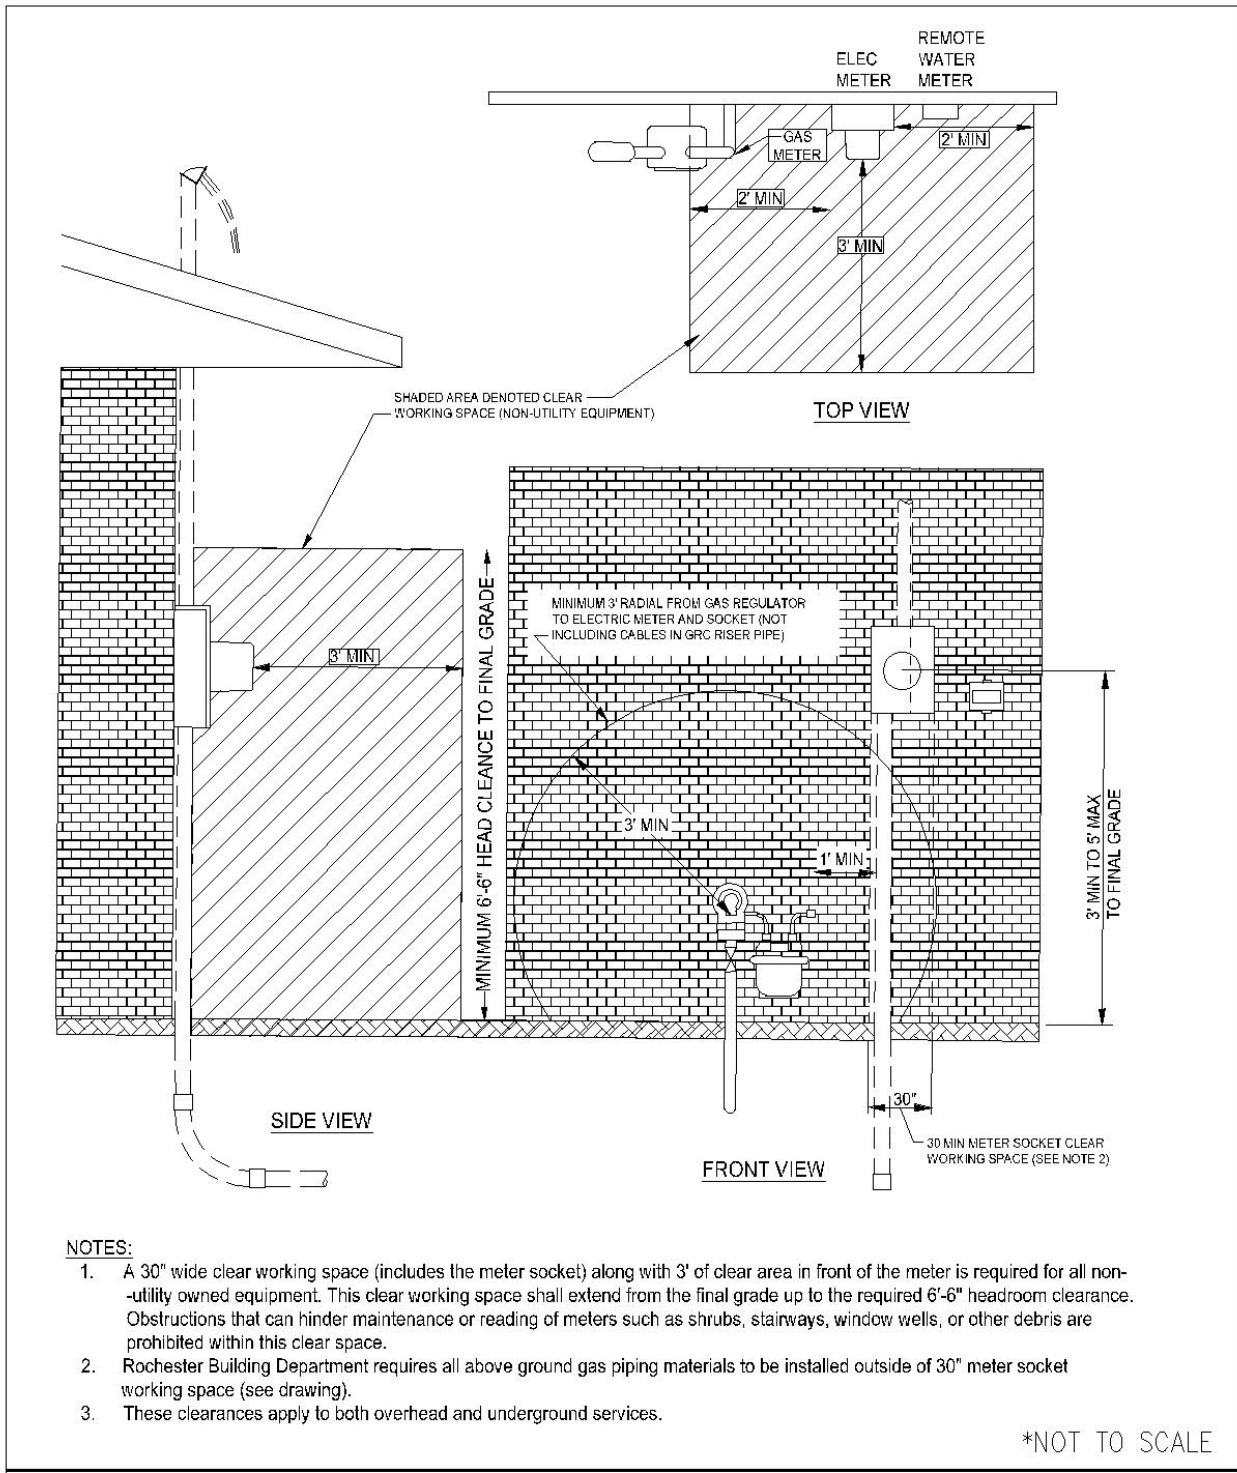 REMOTE
WATER
METER
ELEC
METER
GAS
METER
2' MIN
2' MIN
3' MIN
TOP VIEW
SHADED AREA DENOTED CLEAR
WORKING SPACE (NON-UTILITY EQUIPMENT)
3' MIN
MINIMUM 6'-6" HEAD CLEANCE TO FINAL GRADE
SIDE VIEW
MINIMUM 3' RADIAL FROM GAS REGULATOR
TO ELECTRIC METER AND SOCKET (NOT
INCLUDING CABLES IN GRC RISER PIPE)
3' MIN
1' MIN
3' MIN TO 5' MAX
TO FINAL GRADE
30"
30 MIN METER SOCKET CLEAR
WORKING SPACE (SEE NOTE 2)
FRONT VIEW
NOTES:
1. A 30" wide clear working space (includes the meter socket) along with 3' of clear area in front of the meter is required for all non-
-utility owned equipment. This clear working space shall extend from the final grade up to the required 6'-6" headroom clearance.
Obstructions that can hinder maintenance or reading of meters such as shrubs, stairways, window wells, or other debris are
prohibited within this clear space.
2. Rochester Building Department requires all above ground gas piping materials to be installed outside of 30" meter socket
working space (see drawing).
3. These clearances apply to both overhead and underground services.
*NOT TO SCALE